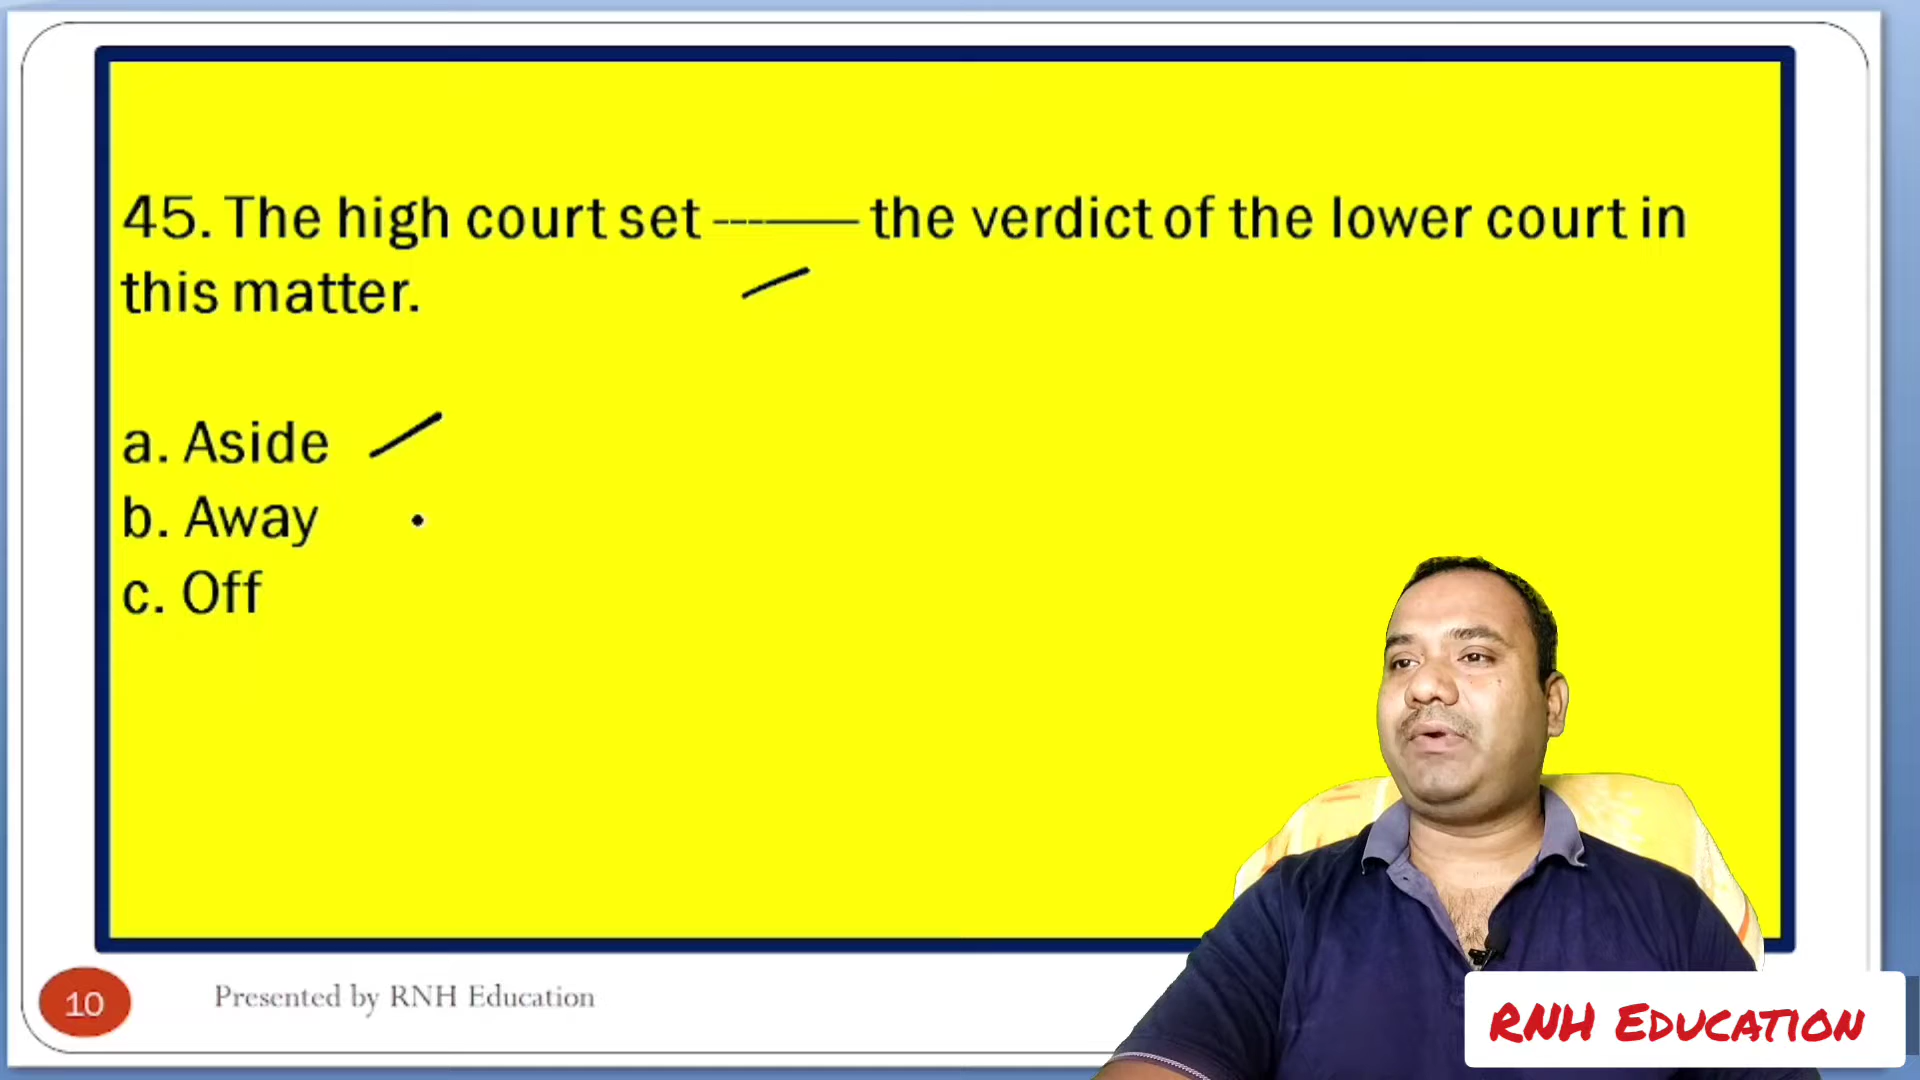 45. The high court set ---—— the verdict of the lower court in
this matter.
a. Aside
b. Away
c. Off
10
Presented by RNH Education
RNH EDUCATION